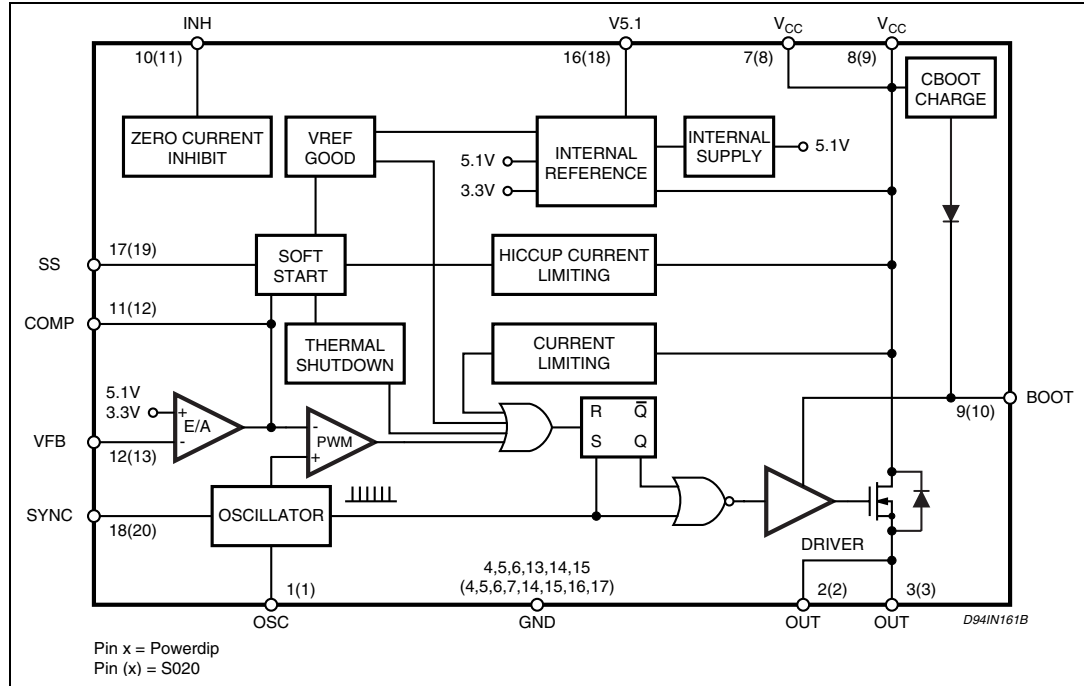 INH
V5.1
VCC
VCC
10(11)
16(18)
7(8)
8(9)
CBOOT
CHARGE
ZERO CURRENT
INHIBIT
VREF
GOOD
5.1V
3.3V
INTERNAL
REFERENCE
INTERNAL
SUPPLY
5.1V
SS
17(19)
SOFT
START
HICCUP CURRENT
LIMITING
COMP
11(12)
THERMAL
SHUTDOWN
CURRENT
LIMITING
5.1V
3.3V
+
E/A
-
VFB
12(13)
-
PWM
+
R
Q̅
S
Q
9(10)
BOOT
SYNC
18(20)
OSCILLATOR
DRIVER
1(1)
4,5,6,13,14,15
(4,5,6,7,14,15,16,17)
2(2)
3(3)
OSC
GND
OUT
OUT
D94IN161B
Pin x = Powerdip
Pin (x) = S020